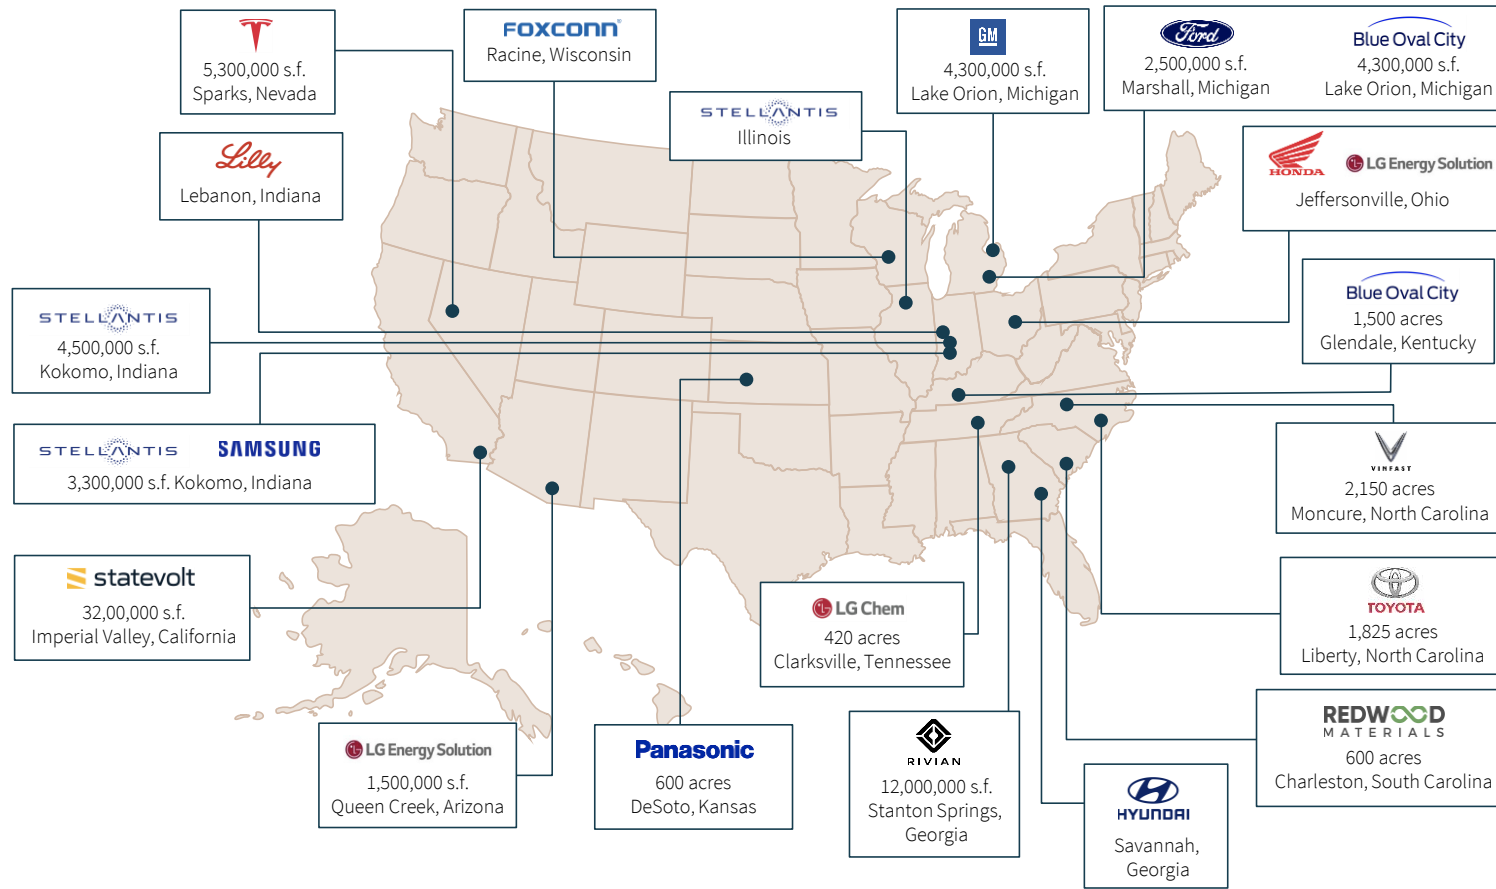 5,300,000 s.f.
Sparks, Nevada
FOXCONN
Racine, Wisconsin
GM
4,300,000 s.f.
Lake Orion, Michigan
Ford
2,500,000 s.f.
Marshall, Michigan
Blue Oval City
4,300,000 s.f.
Lake Orion, Michigan
STELLANTIS
Illinois
Lilly
Lebanon, Indiana
HONDA
LG Energy Solution
Jeffersonville, Ohio
Blue Oval City
1,500 acres
Glendale, Kentucky
STELLANTIS
4,500,000 s.f.
Kokomo, Indiana
STELLANTIS
SAMSUNG
3,300,000 s.f. Kokomo, Indiana
VINFAST
2,150 acres
Moncure, North Carolina
statevolt
32,00,000 s.f.
Imperial Valley, California
LG Chem
420 acres
Clarksville, Tennessee
TOYOTA
1,825 acres
Liberty, North Carolina
LG Energy Solution
1,500,000 s.f.
Queen Creek, Arizona
Panasonic
600 acres
DeSoto, Kansas
RIVIAN
12,000,000 s.f.
Stanton Springs,
Georgia
HYUNDAI
Savannah,
Georgia
REDWOOD
MATERIALS
600 acres
Charleston, South Carolina